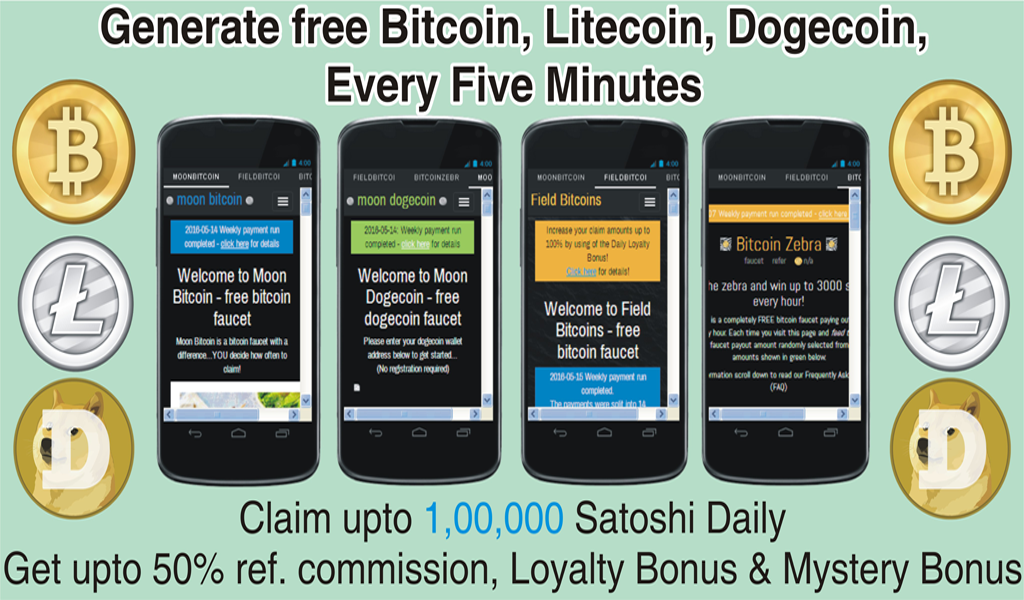 Generate free Bitcoin, Litecoin, Dogecoin,
Every Five Minutes
4:00
MOONBITCOIN FIELDBITCOI BITC
moon bitcoin
2016-05-14 Weekly payment run
completed - click here for details
Welcome to Moon
Bitcoin - free bitcoin
faucet
Moon Bitcoin is a bitcoin faucet with a
difference...YOU decide how often to
claim!
4:00
FIELDBITCOI BITCOINZEBR MOO
moon dogecoin
2016-05-14: Weekly payment run
completed - click here for details
Welcome to Moon
Dogecoin - free
dogecoin faucet
Please enter your dogecoin wallet
address below to get started...
(No registration required)
4:00
MOONBITCOIN FIELDBITCOI BITC
Field Bitcoins
Increase your claim amounts up to
100% by using of the Daily Loyalty
Bonus!
Click here for details!
Welcome to Field
Bitcoins - free
bitcoin faucet
2016-05-15 Weekly payment run
completed.
The payments were split into 14
4:00
MOONBITCOIN FIELDBITCOI BITC
Weekly payment run completed - click here
Bitcoin Zebra
faucet refer n/a
he zebra and win up to 3000 s
every hour!
is a completely FREE bitcoin faucet paying out
y hour. Each time you visit this page and feed t
faucet payout amount randomly selected from
amounts shown in green below.
rmation scroll down to read our Frequently Ask
(FAQ)
B
B
Ł
Ł
D
D
Claim upto 1,00,000 Satoshi Daily
Get upto 50% ref. commission, Loyalty Bonus & Mystery Bonus